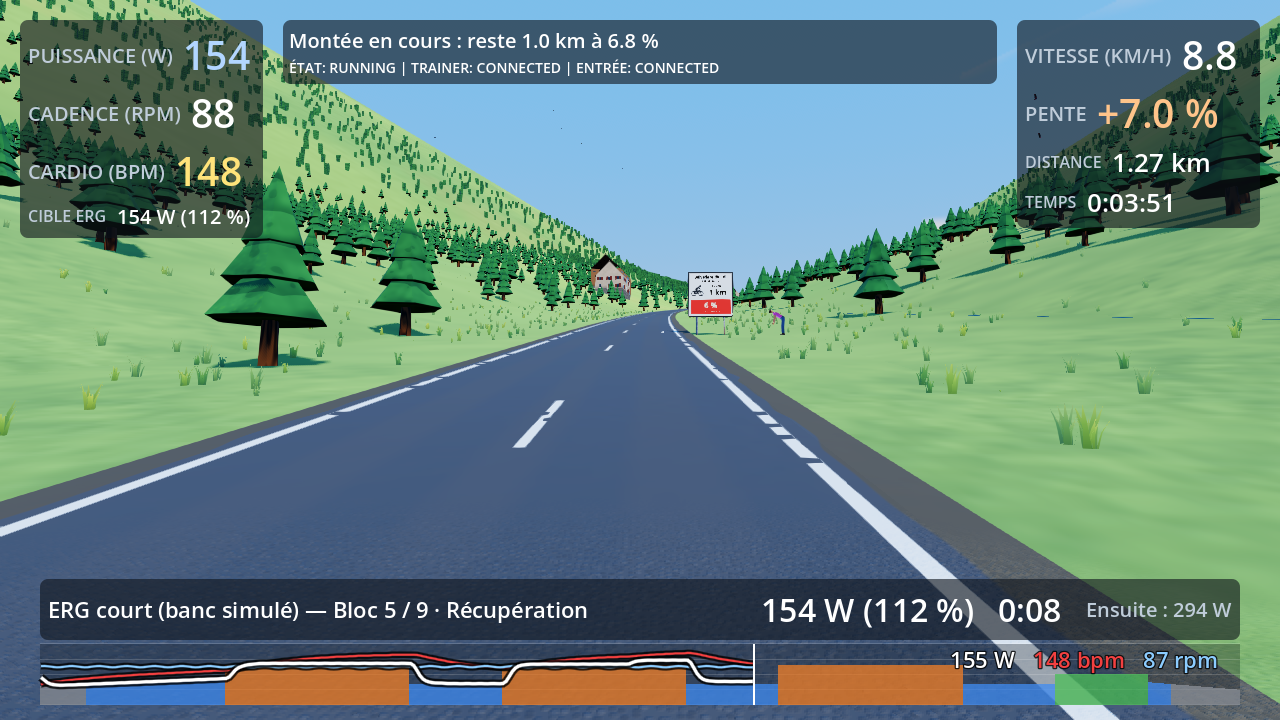 PUISSANCE (W) 154
CADENCE (RPM) 88
CARDIO (BPM) 148
CIBLE ERG 154 W (112 %)
Montée en cours : reste 1.0 km à 6.8 %
ÉTAT: RUNNING | TRAINER: CONNECTED | ENTRÉE: CONNECTED
VITESSE (KM/H) 8.8
PENTE +7.0 %
DISTANCE 1.27 km
TEMPS 0:03:51
1 km
6 %
ERG court (banc simulé) — Bloc 5 / 9 · Récupération 154 W (112 %) 0:08 Ensuite : 294 W
155 W 148 bpm 87 rpm